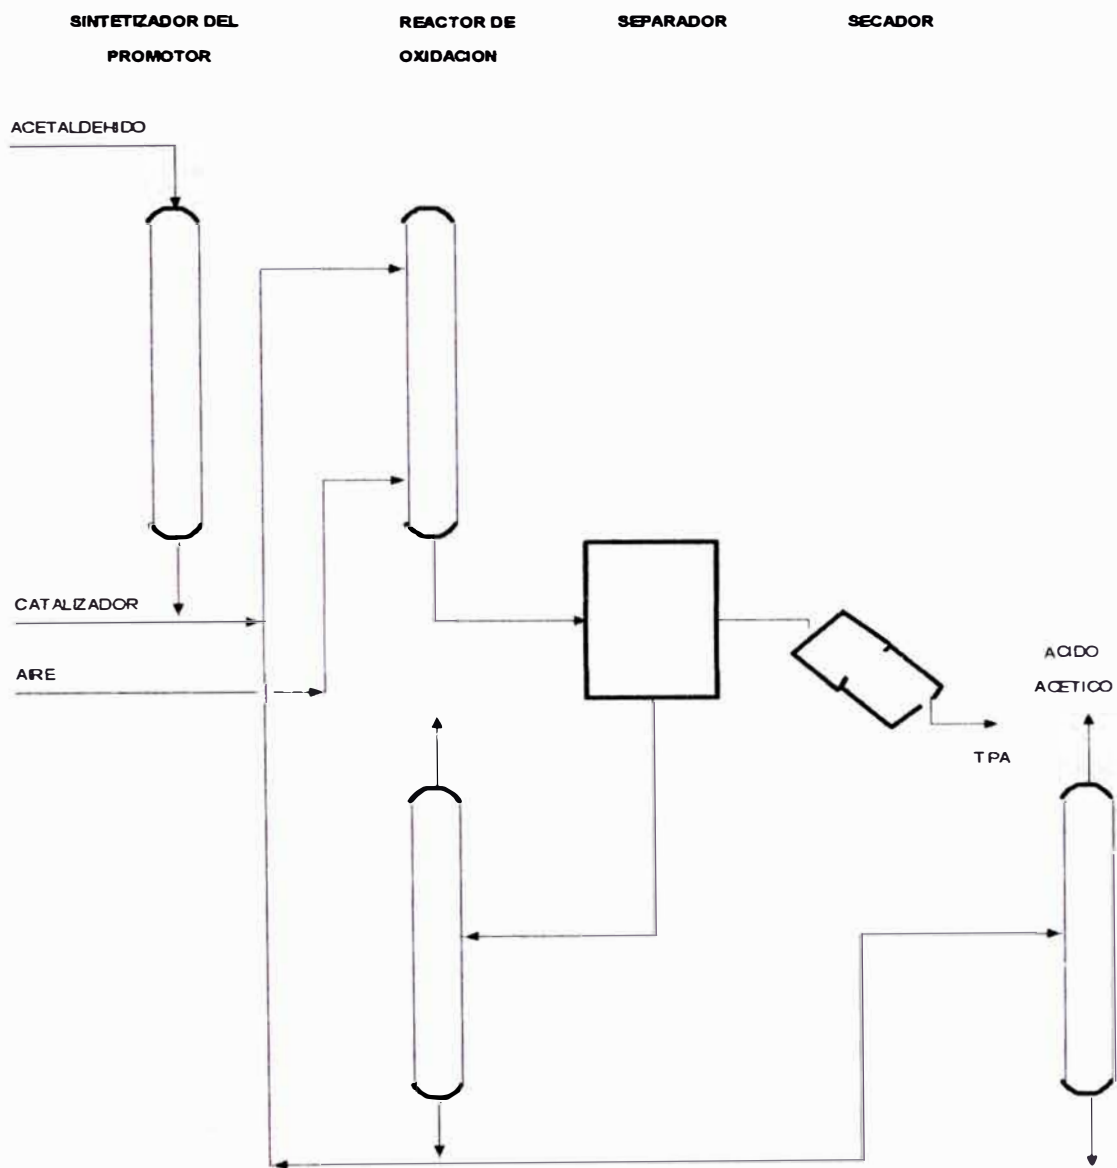 SINTETIZADOR DEL
PROMOTOR
REACTOR DE
OXIDACION
SEPARADOR
SECADOR
ACETALDEHIDO
CATALIZADOR
AIRE
ACIDO
ACETICO
TPA